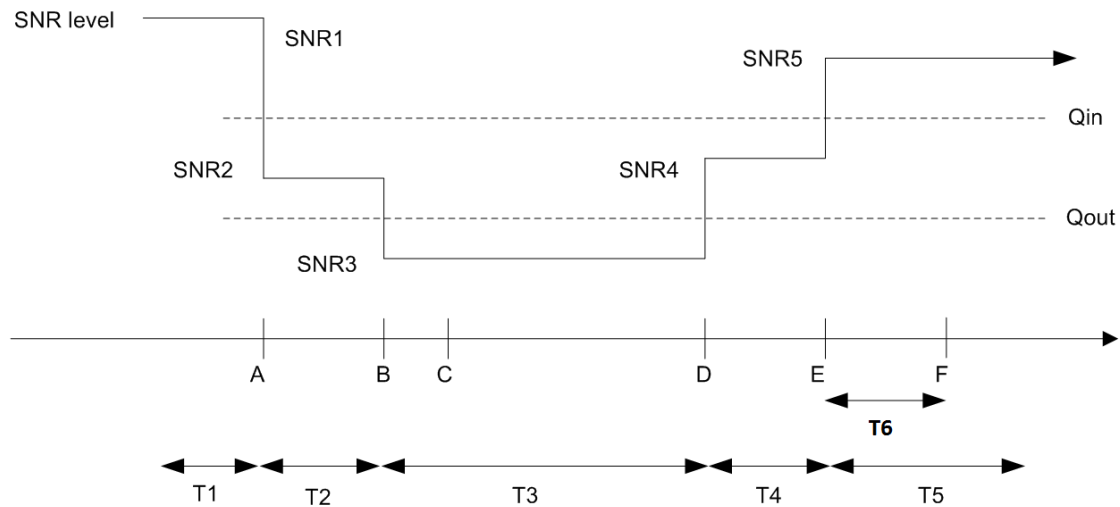 SNR level
SNR1
SNR5
Qin
SNR2
SNR4
Qout
SNR3
A B C D E F
T6
T1 T2 T3 T4 T5